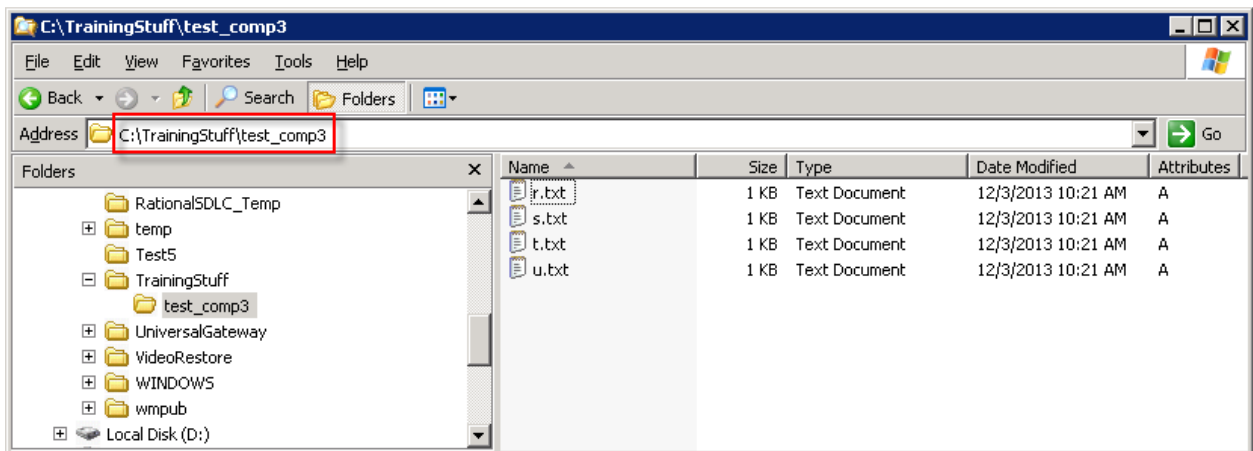 C:\TrainingStuff\test_comp3
File Edit View Favorites Tools Help
Back Search Folders
Address C:\TrainingStuff\test_comp3 Go
Folders x
RationalSDLC_Temp
temp
Test5
TrainingStuff
test_comp3
UniversalGateway
VideoRestore
WINDOWS
wmpub
Local Disk (D:)
Name Size Type Date Modified Attributes
r.txt 1 KB Text Document 12/3/2013 10:21 AM A
s.txt 1 KB Text Document 12/3/2013 10:21 AM A
t.txt 1 KB Text Document 12/3/2013 10:21 AM A
u.txt 1 KB Text Document 12/3/2013 10:21 AM A